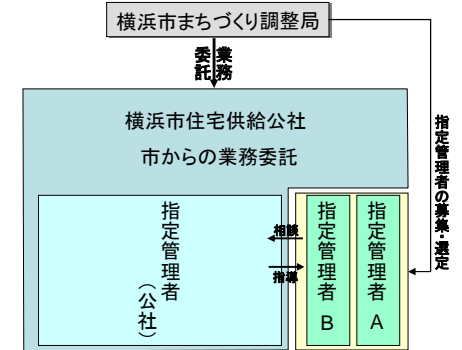 横浜市まちづくり調整局
業務
委託
横浜市住宅供給公社
市からの業務委託
指定管理者の募集・選定
指定管理者
(公社)
相談
指導
指定管理者B
指定管理者A